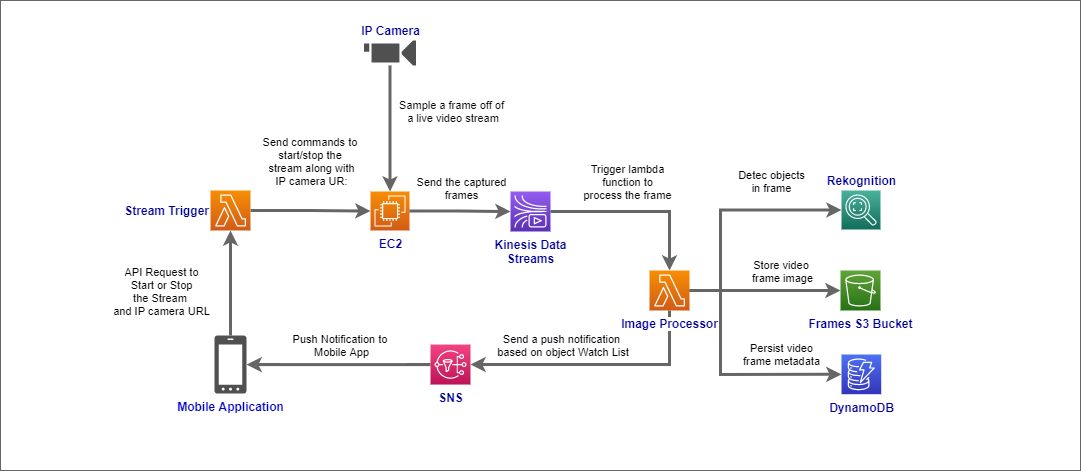 IP Camera
Sample a frame off of
a live video stream
Send commands to
start/stop the
stream along with
IP camera UR:
Stream Trigger
EC2
Send the captured
frames
Kinesis Data
Streams
Trigger lambda
function to
process the frame
Detec objects
in frame
Rekognition
API Request to
Start or Stop
the Stream
and IP camera URL
Image Processor
Store video
frame image
Frames S3 Bucket
Push Notification to
Mobile App
Send a push notification
based on object Watch List
Persist video
frame metadata
Mobile Application
SNS
DynamoDB